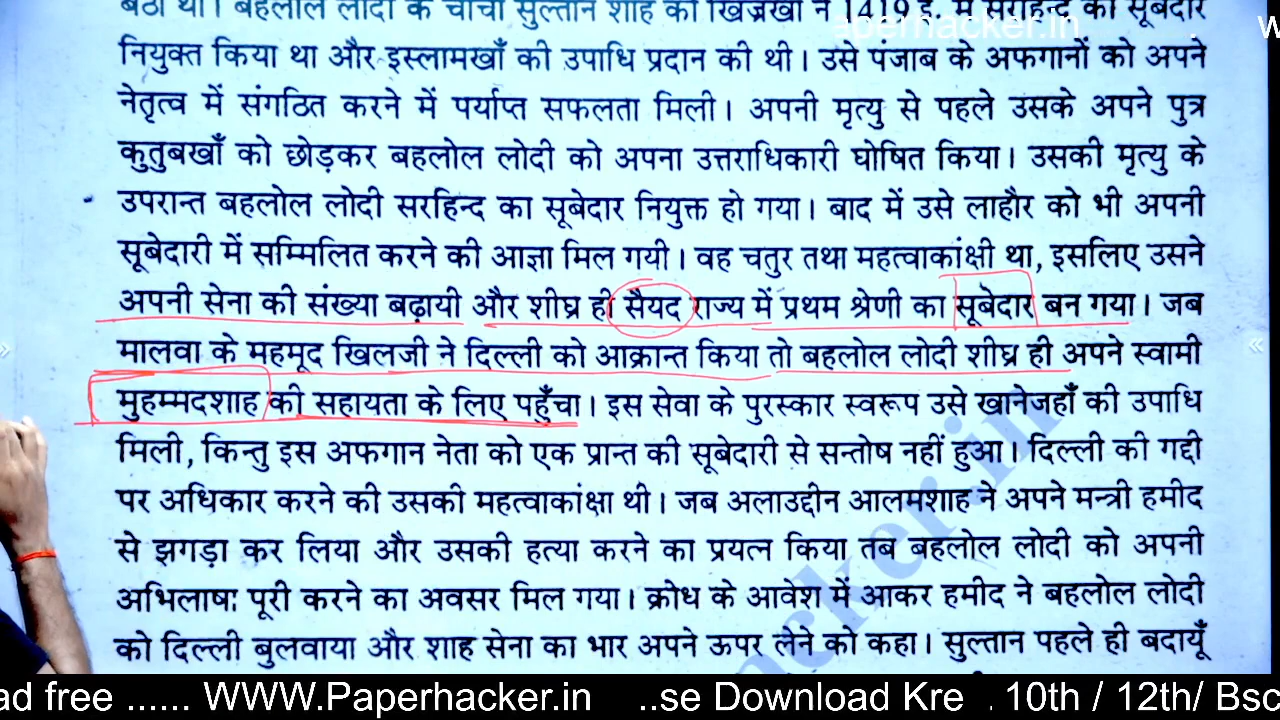 बैठा था। बहलोल लोदी के चाचा सुल्तान शाह को खिज्रखाँ ने 1419 ई. में सरहिन्द का सूबेदार
aperhacker.in
नियुक्त किया था और इस्लामखाँ की उपाधि प्रदान की थी। उसे पंजाब के अफगानों को अपने
नेतृत्व में संगठित करने में पर्याप्त सफलता मिली। अपनी मृत्यु से पहले उसके अपने पुत्र
कुतुबखाँ को छोड़कर बहलोल लोदी को अपना उत्तराधिकारी घोषित किया। उसकी मृत्यु के
उपरान्त बहलोल लोदी सरहिन्द का सूबेदार नियुक्त हो गया। बाद में उसे लाहौर को भी अपनी
सूबेदारी में सम्मिलित करने की आज्ञा मिल गयी। वह चतुर तथा महत्वाकांक्षी था, इसलिए उसने
अपनी सेना की संख्या बढ़ायी और शीघ्र ही सैयद राज्य में प्रथम श्रेणी का सूबेदार बन गया। जब
मालवा के महमूद खिलजी ने दिल्ली को आक्रान्त किया तो बहलोल लोदी शीघ्र ही अपने स्वामी
मुहम्मदशाह की सहायता के लिए पहुँचा। इस सेवा के पुरस्कार स्वरूप उसे खानेजहाँ की उपाधि
मिली, किन्तु इस अफगान नेता को एक प्रान्त की सूबेदारी से सन्तोष नहीं हुआ। दिल्ली की गद्दी
पर अधिकार करने की उसकी महत्वाकांक्षा थी। जब अलाउद्दीन आलमशाह ने अपने मन्त्री हमीद
से झगड़ा कर लिया और उसकी हत्या करने का प्रयत्न किया तब बहलोल लोदी को अपनी
अभिलाषा पूरी करने का अवसर मिल गया। क्रोध के आवेश में आकर हमीद ने बहलोल लोदी
को दिल्ली बुलवाया और शाह सेना का भार अपने ऊपर लेने को कहा। सुल्तान पहले ही बदायूँ
hacker.in
ad free ...... WWW.Paperhacker.in ..se Download Kre . 10th / 12th/ Bsc